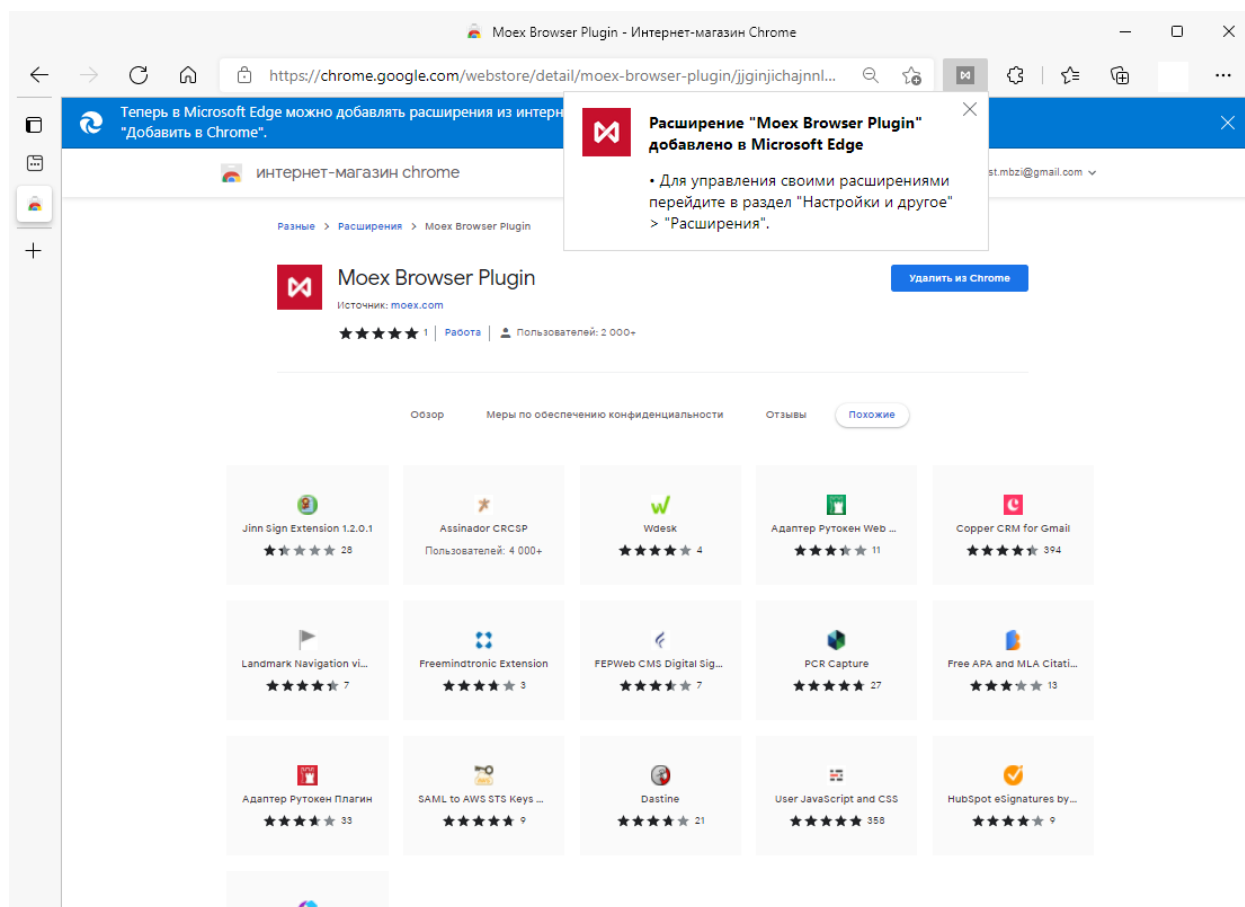 Moex Browser Plugin - Интернет-магазин Chrome
https://chrome.google.com/webstore/detail/moex-browser-plugin/jjginjichajnnl...
Теперь в Microsoft Edge можно добавлять расширения из интерн
"Добавить в Chrome".
Расширение "Moex Browser Plugin"
добавлено в Microsoft Edge
• Для управления своими расширениями
перейдите в раздел "Настройки и другое"
> "Расширения".
интернет-магазин chrome
st.mbzi@gmail.com
Разные > Расширения > Moex Browser Plugin
Moex Browser Plugin
Удалить из Chrome
Источник: moex.com
1 | Работа | Пользователей: 2 000+
Обзор Меры по обеспечению конфиденциальности Отзывы Похожие
Jinn Sign Extension 1.2.0.1 Assinador CRCSP Wdesk Адаптер Рутокен Web ... Copper CRM for Gmail
28 Пользователей: 4 000+ 4 11 394
Landmark Navigation vi... Freemindtronic Extension FEPWeb CMS Digital Sig... PCR Capture Free APA and MLA Citati...
7 3 7 27 13
Адаптер Рутокен Плагин SAML to AWS STS Keys ... Dastine User JavaScript and CSS HubSpot eSignatures by...
33 9 21 358 9